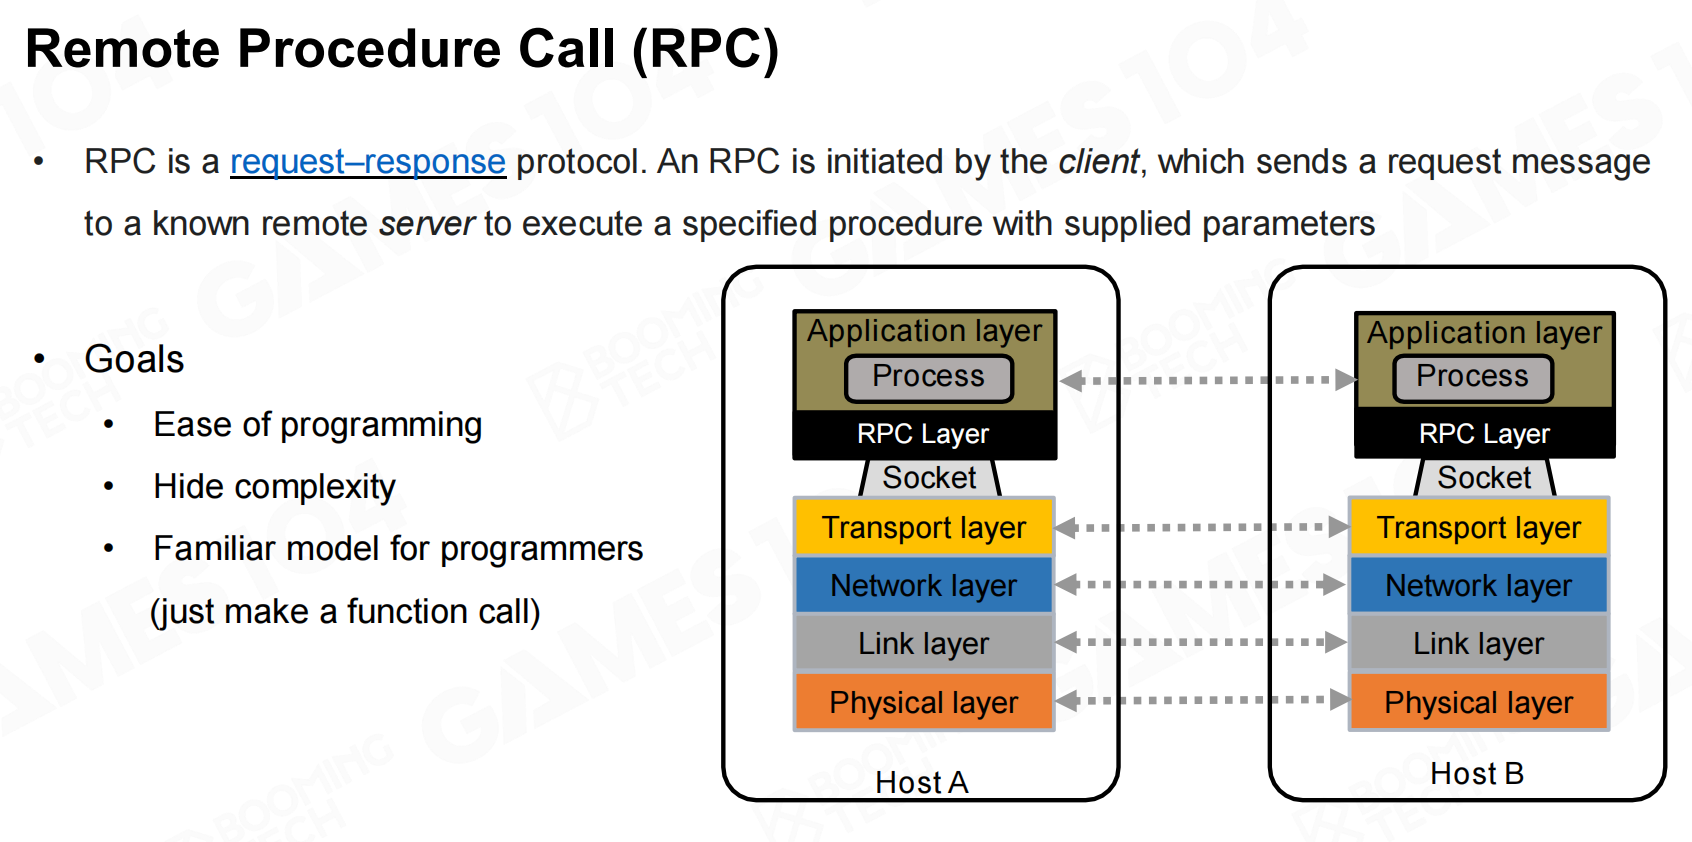 Remote Procedure Call (RPC)
• RPC is a request–response protocol. An RPC is initiated by the client, which sends a request message
to a known remote server to execute a specified procedure with supplied parameters
• Goals
• Ease of programming
• Hide complexity
• Familiar model for programmers
(just make a function call)
Application layer
Process
RPC Layer
Socket
Transport layer
Network layer
Link layer
Physical layer
Host A
Application layer
Process
RPC Layer
Socket
Transport layer
Network layer
Link layer
Physical layer
Host B
GAMES104
BOOMING
TECH